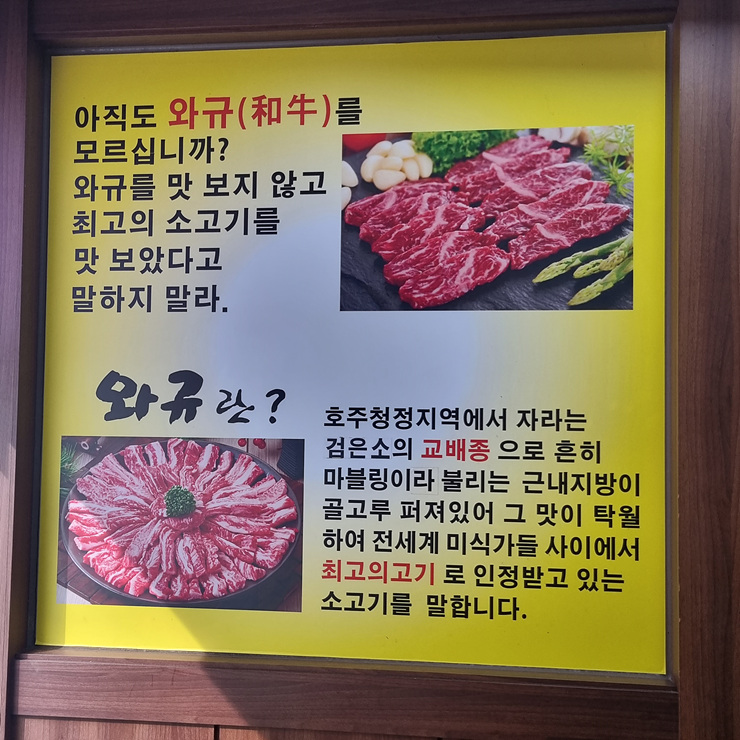 아직도 와규(和牛)를
모르십니까?
와규를 맛 보지 않고
최고의 소고기를
맛 보았다고
말하지 말라.
와규란?
호주청정지역에서 자라는
검은소의 교배종 으로 흔히
마블링이라 불리는 근내지방이
골고루 퍼져있어 그 맛이 탁월
하여 전세계 미식가들 사이에서
최고의고기 로 인정받고 있는
소고기를 말합니다.